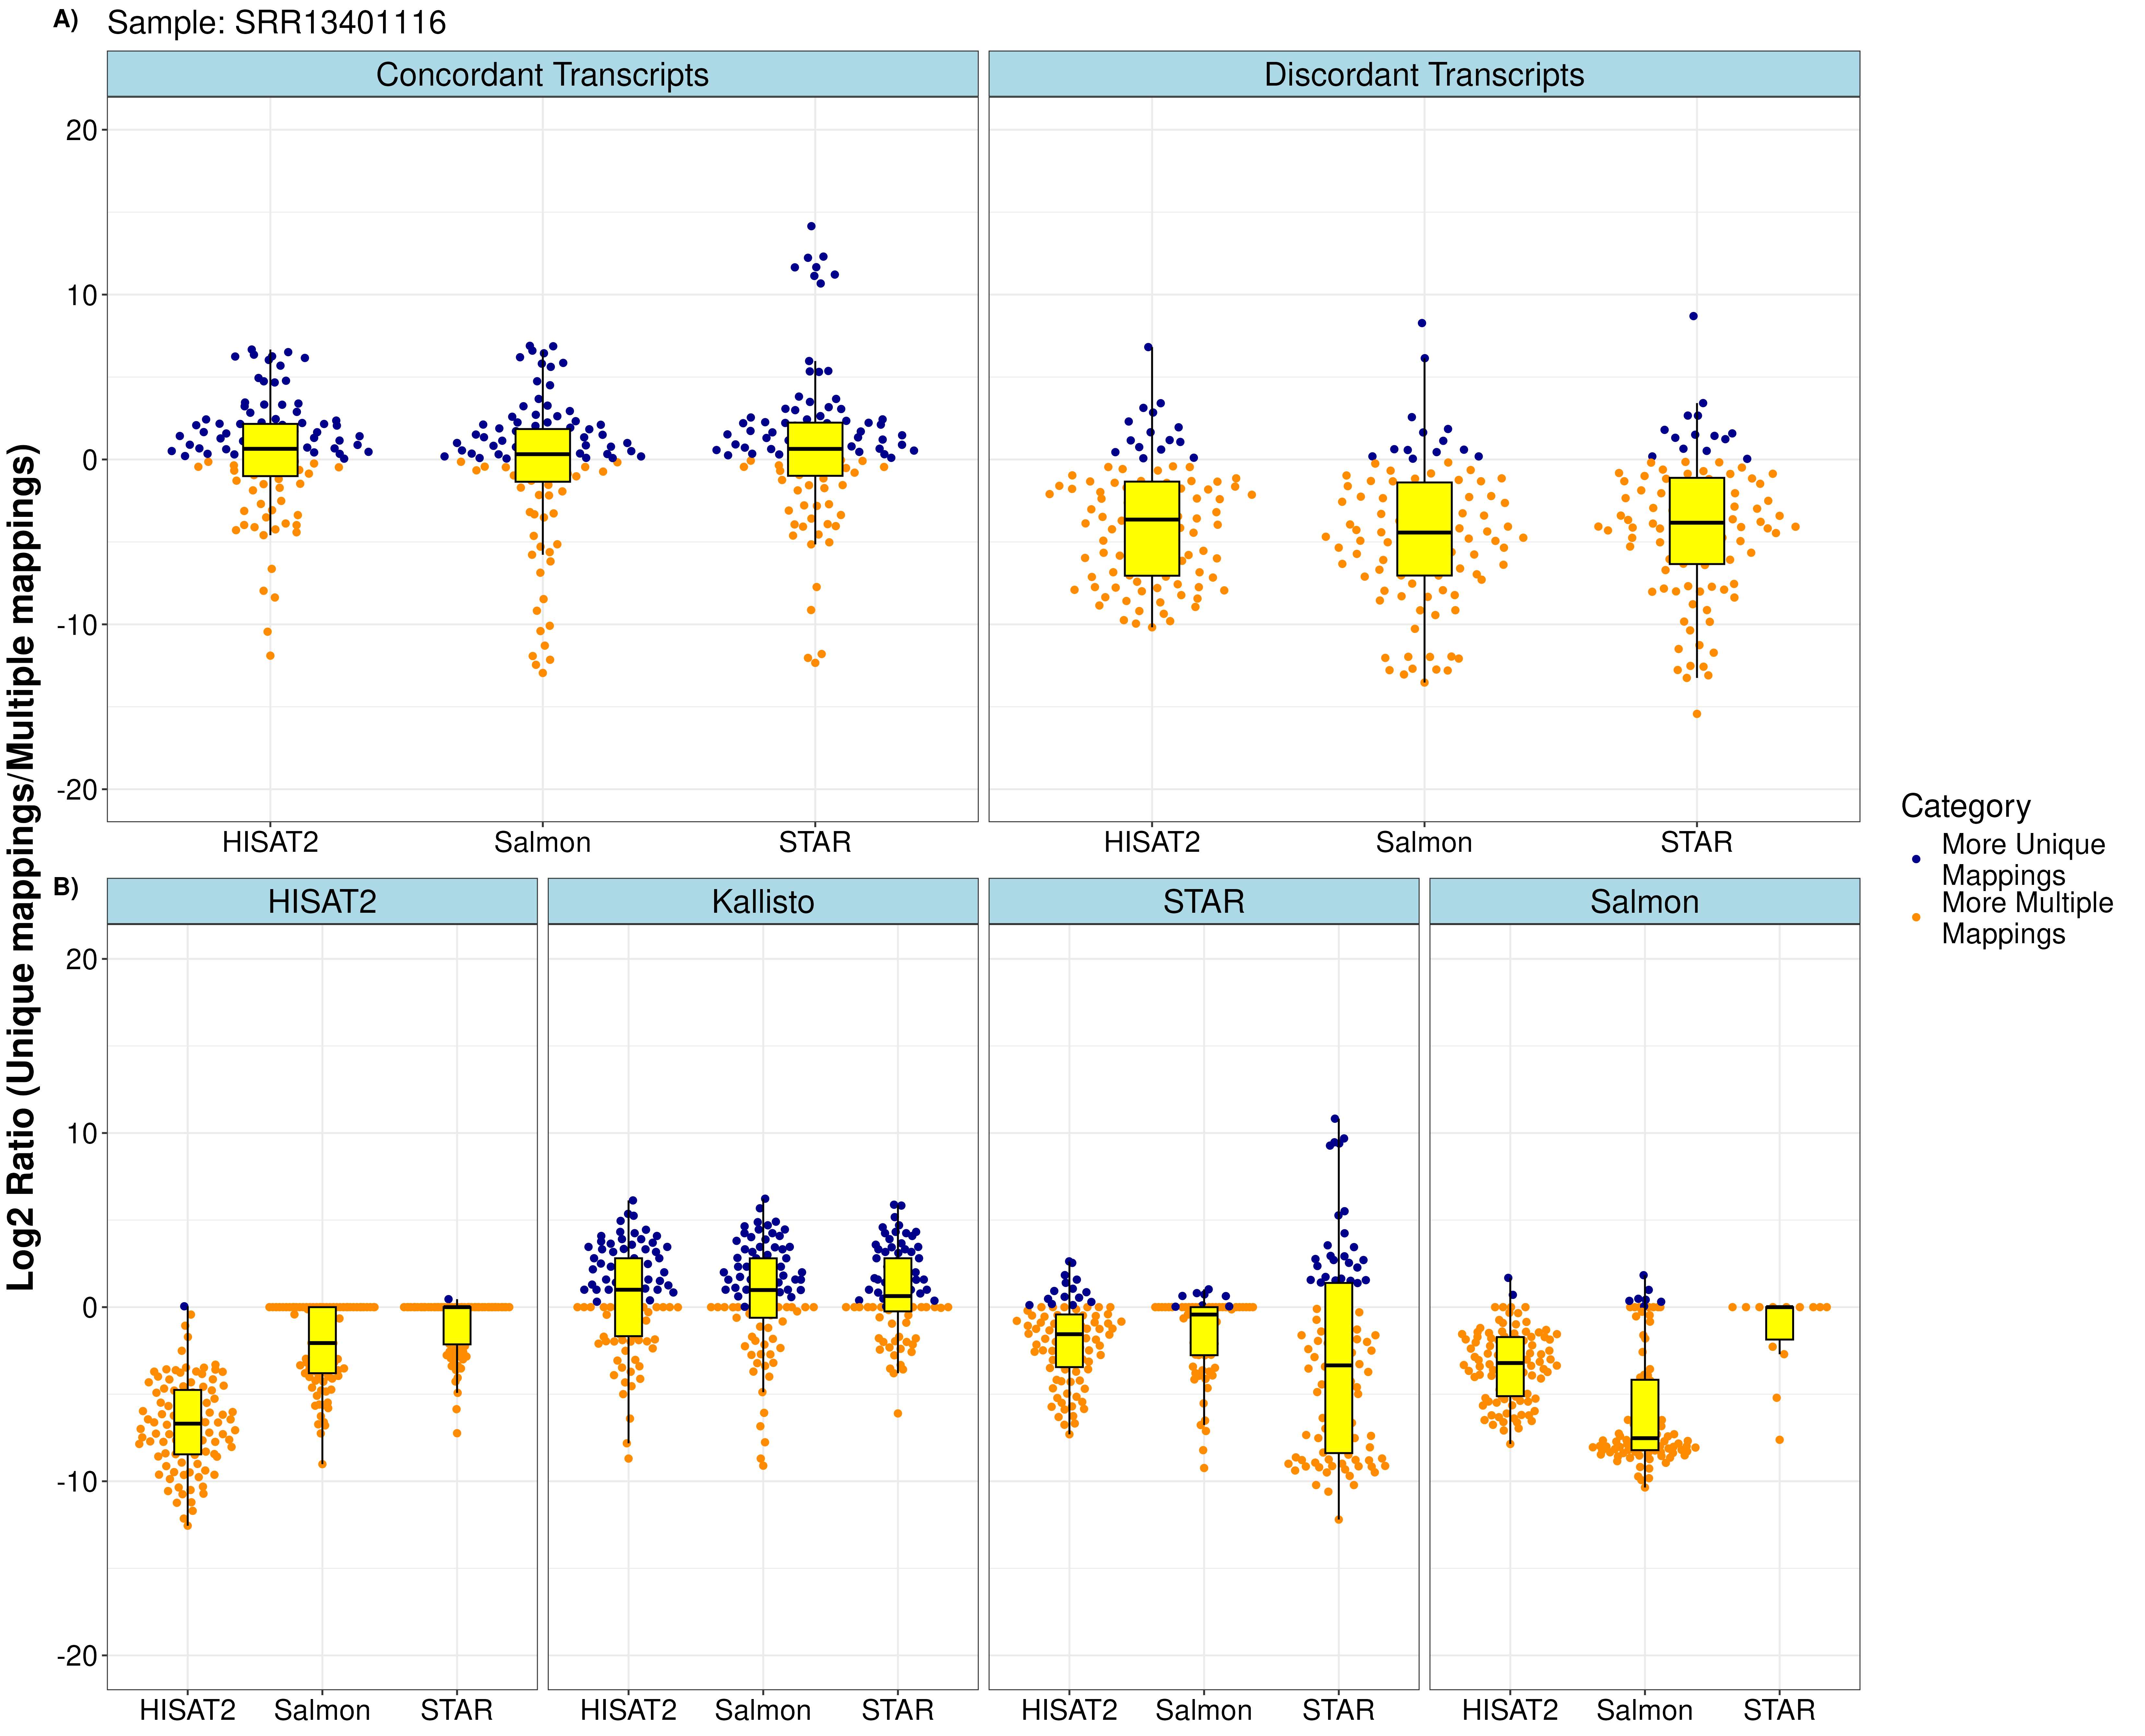 A) Sample: SRR13401116
Concordant Transcripts
Discordant Transcripts
20
10
0
-10
-20
HISAT2 Salmon STAR
HISAT2 Salmon STAR
Log2 Ratio (Unique mappings/Multiple mappings)
Category
More Unique
Mappings
More Multiple
Mappings
B)
HISAT2
Kallisto
STAR
Salmon
20
10
0
-10
-20
HISAT2 Salmon STAR
HISAT2 Salmon STAR
HISAT2 Salmon STAR
HISAT2 Salmon STAR